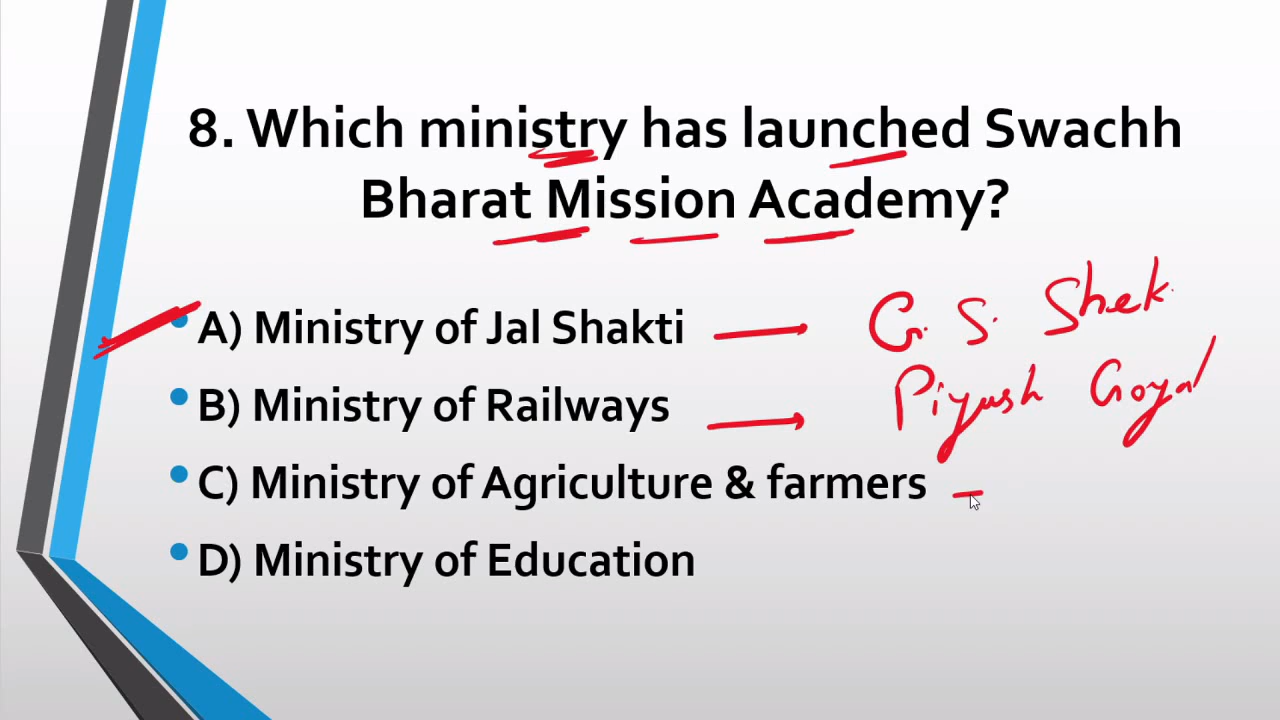 8. Which ministry has launched Swachh
Bharat Mission Academy?
A) Ministry of Jal Shakti G. S. Shek
B) Ministry of Railways Piyush Goyal
C) Ministry of Agriculture & farmers
D) Ministry of Education